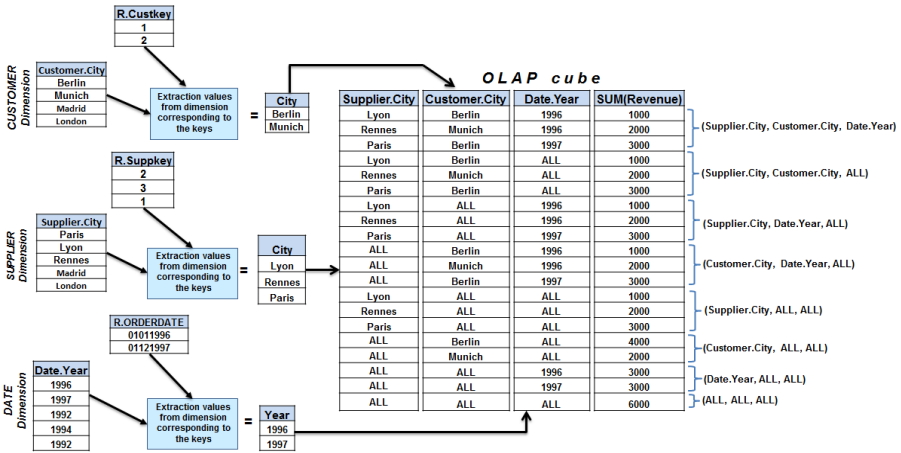 R.Custkey
1
2
CUSTOMER
Dimension
Customer.City
Berlin
Munich
Madrid
London
Extraction values
from dimension
corresponding to
the keys
=
City
Berlin
Munich
R.Suppkey
2
3
1
SUPPLIER
Dimension
Supplier.City
Paris
Lyon
Rennes
Madrid
London
Extraction values
from dimension
corresponding to
the keys
=
City
Lyon
Rennes
Paris
R.ORDERDATE
01011996
01121997
DATE
Dimension
Date.Year
1996
1997
1992
1994
1992
Extraction values
from dimension
corresponding to
the keys
=
Year
1996
1997
OLAP cube
Supplier.City Customer.City Date.Year SUM(Revenue)
Lyon Berlin 1996 1000
Rennes Munich 1996 2000
Paris Berlin 1997 3000
Lyon Berlin ALL 1000
Rennes Munich ALL 2000
Paris Berlin ALL 3000
Lyon ALL 1996 1000
Rennes ALL 1996 2000
Paris ALL 1997 3000
ALL Berlin 1996 1000
ALL Munich 1996 2000
ALL Berlin 1997 3000
Lyon ALL ALL 1000
Rennes ALL ALL 2000
Paris ALL ALL 3000
ALL Berlin ALL 4000
ALL Munich ALL 2000
ALL ALL 1996 3000
ALL ALL 1997 3000
ALL ALL ALL 6000
(Supplier.City, Customer.City, Date.Year)
(Supplier.City, Customer.City, ALL)
(Supplier.City, Date.Year, ALL)
(Customer.City, Date.Year, ALL)
(Supplier.City, ALL, ALL)
(Customer.City, ALL, ALL)
(Date.Year, ALL, ALL)
(ALL, ALL, ALL)